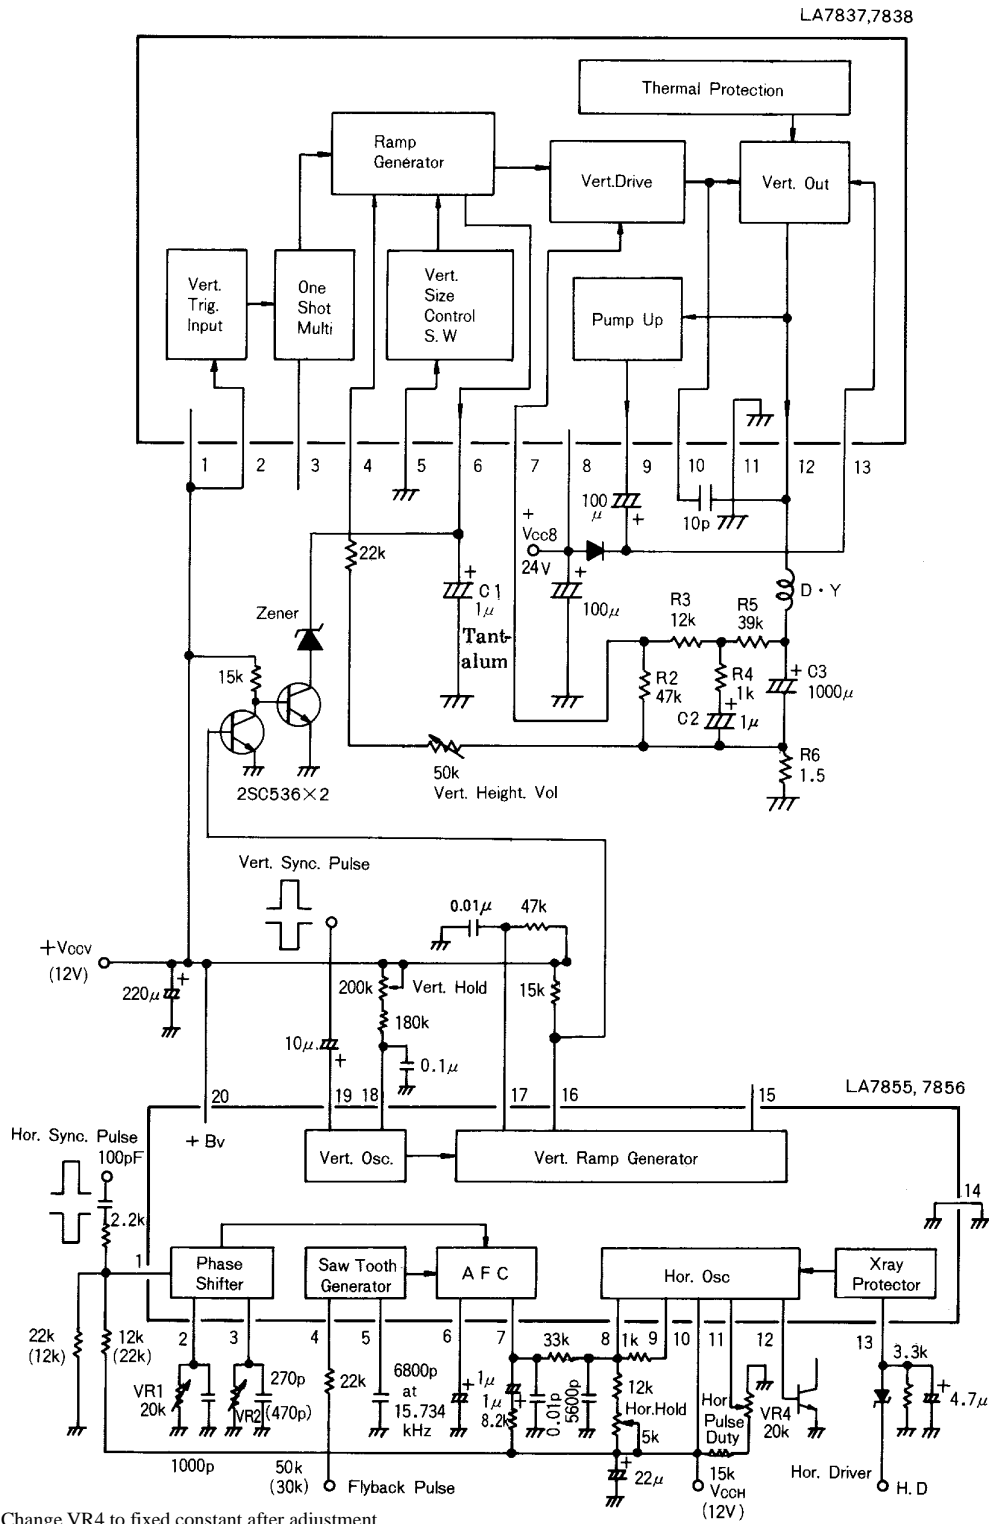 LA7837,7838
Thermal Protection
Ramp
Generator
Vert.Drive
Vert. Out
Vert.
Trig.
Input
One
Shot
Multi
Vert.
Size
Control
S.W
Pump Up
1
2
3
4
5
6
7
8
9
10
11
12
13
100
μ
+
10p
+
Vcc8
24V
22k
+
C1
1μ
Tant-
alum
+
100μ
D・Y
Zener
R3
12k
R5
39k
15k
R2
47k
R4
1k
+
C2
1μ
+
C3
1000μ
2SC536×2
50k
Vert. Height. Vol
R6
1.5
Vert. Sync. Pulse
0.01μ
47k
+VCCV
(12V)
220μ
+
200k
Vert. Hold
15k
180k
10μ
+
0.1μ
20
19
18
17
16
15
LA7855, 7856
+BV
Hor. Sync. Pulse
100pF
Vert. Osc.
Vert. Ramp Generator
14
2.2k
1
Phase
Shifter
Saw Tooth
Generator
AFC
Hor. Osc
Xray
Protector
2
3
4
5
6
7
8
9
10
11
12
13
22k
(12k)
12k
(22k)
33k
1k
3.3k
VR1
20k
VR2
270p
(470p)
22k
6800p
at
15.734
kHz
+
1μ
1μ
8.2k
0.01p
5600p
12k
Hor.Hold
5k
Hor
Pulse
Duty
VR4
20k
+
4.7μ
1000p
50k
(30k)
Flyback Pulse
+
22μ
15k
VCCH
(12V)
Hor. Driver
H.D
Change VR4 to fixed constant after adjustment